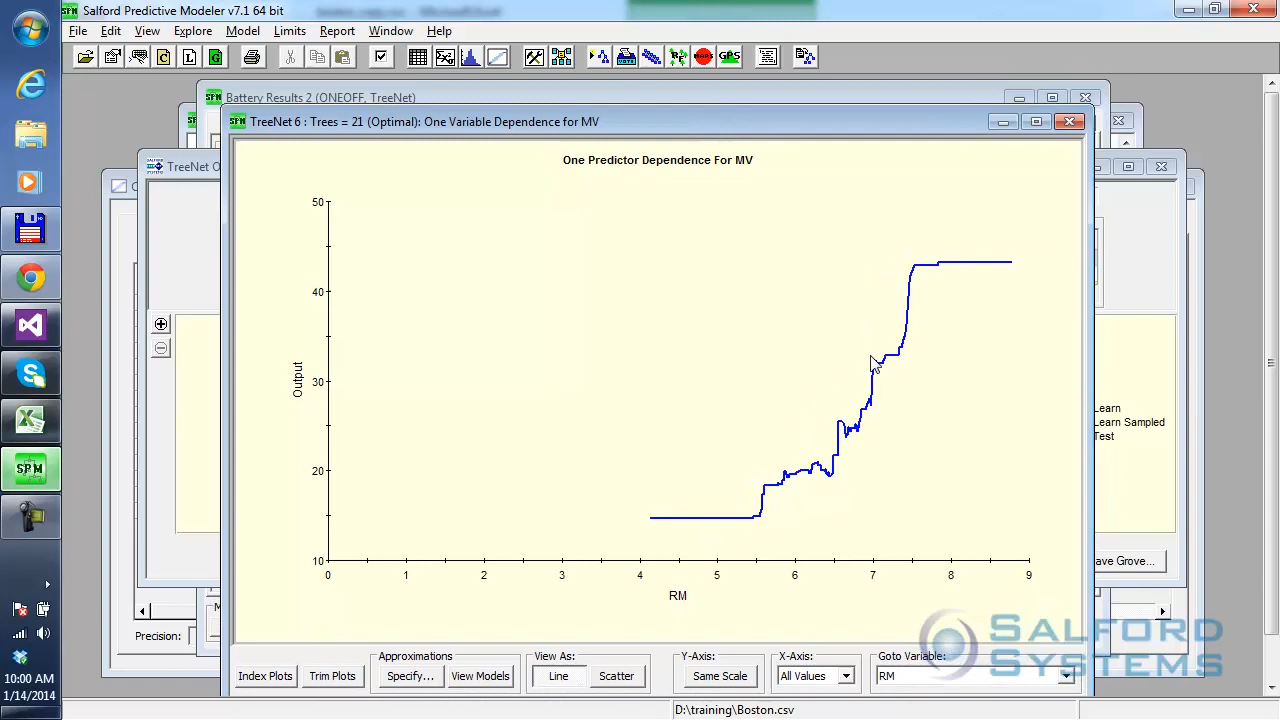 Salford Predictive Modeler v7.1 64 bit
File Edit View Explore Model Limits Report Window Help
Battery Results 2 (ONEOFF, TreeNet)
TreeNet 6 : Trees = 21 (Optimal): One Variable Dependence for MV
TreeNet O
One Predictor Dependence For MV
50
40
30
20
10
Output
0 1 2 3 4 5 6 7 8 9
RM
Learn
Learn Sampled
Test
ave Grove...
Precision:
Approximations
View As:
Y-Axis:
X-Axis:
Goto Variable:
Index Plots
Trim Plots
Specify...
View Models
Line
Scatter
Same Scale
All Values
RM
SALFORD
SYSTEMS
SPM
10:00 AM
1/14/2014
D:\training\Boston.csv